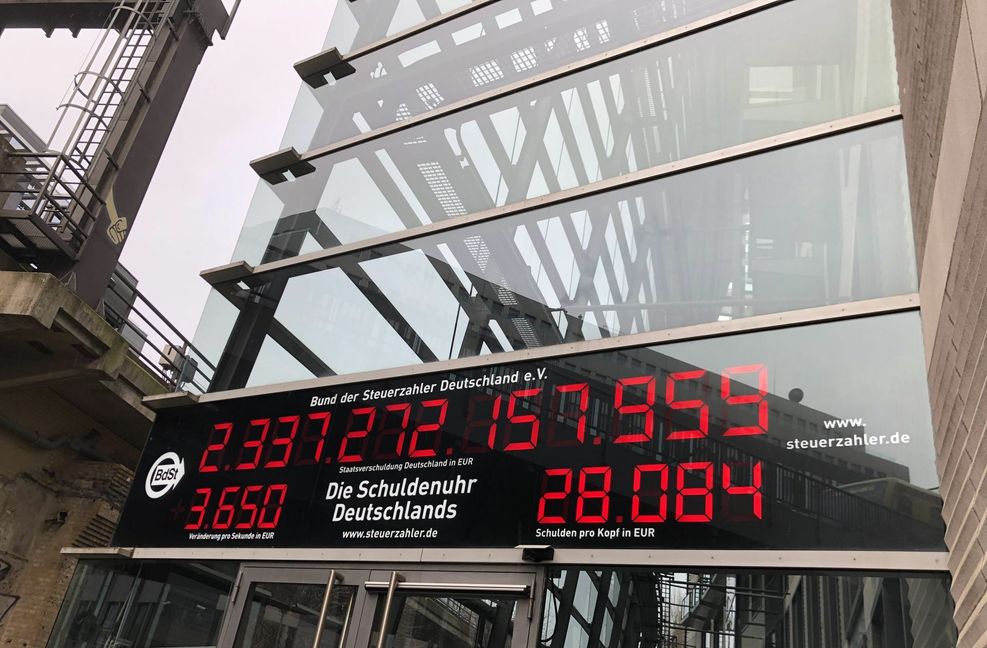 Bund der Steuerzahler Deutschland e.V.
2.337.272.157.959
www.
steuerzahler.de
Staatsverschuldung Deutschland in EUR
BdSt
3.650
Die Schuldenuhr
Deutschlands
28.084
Veränderung pro Sekunde in EUR
www.steuerzahler.de
Schulden pro Kopf in EUR